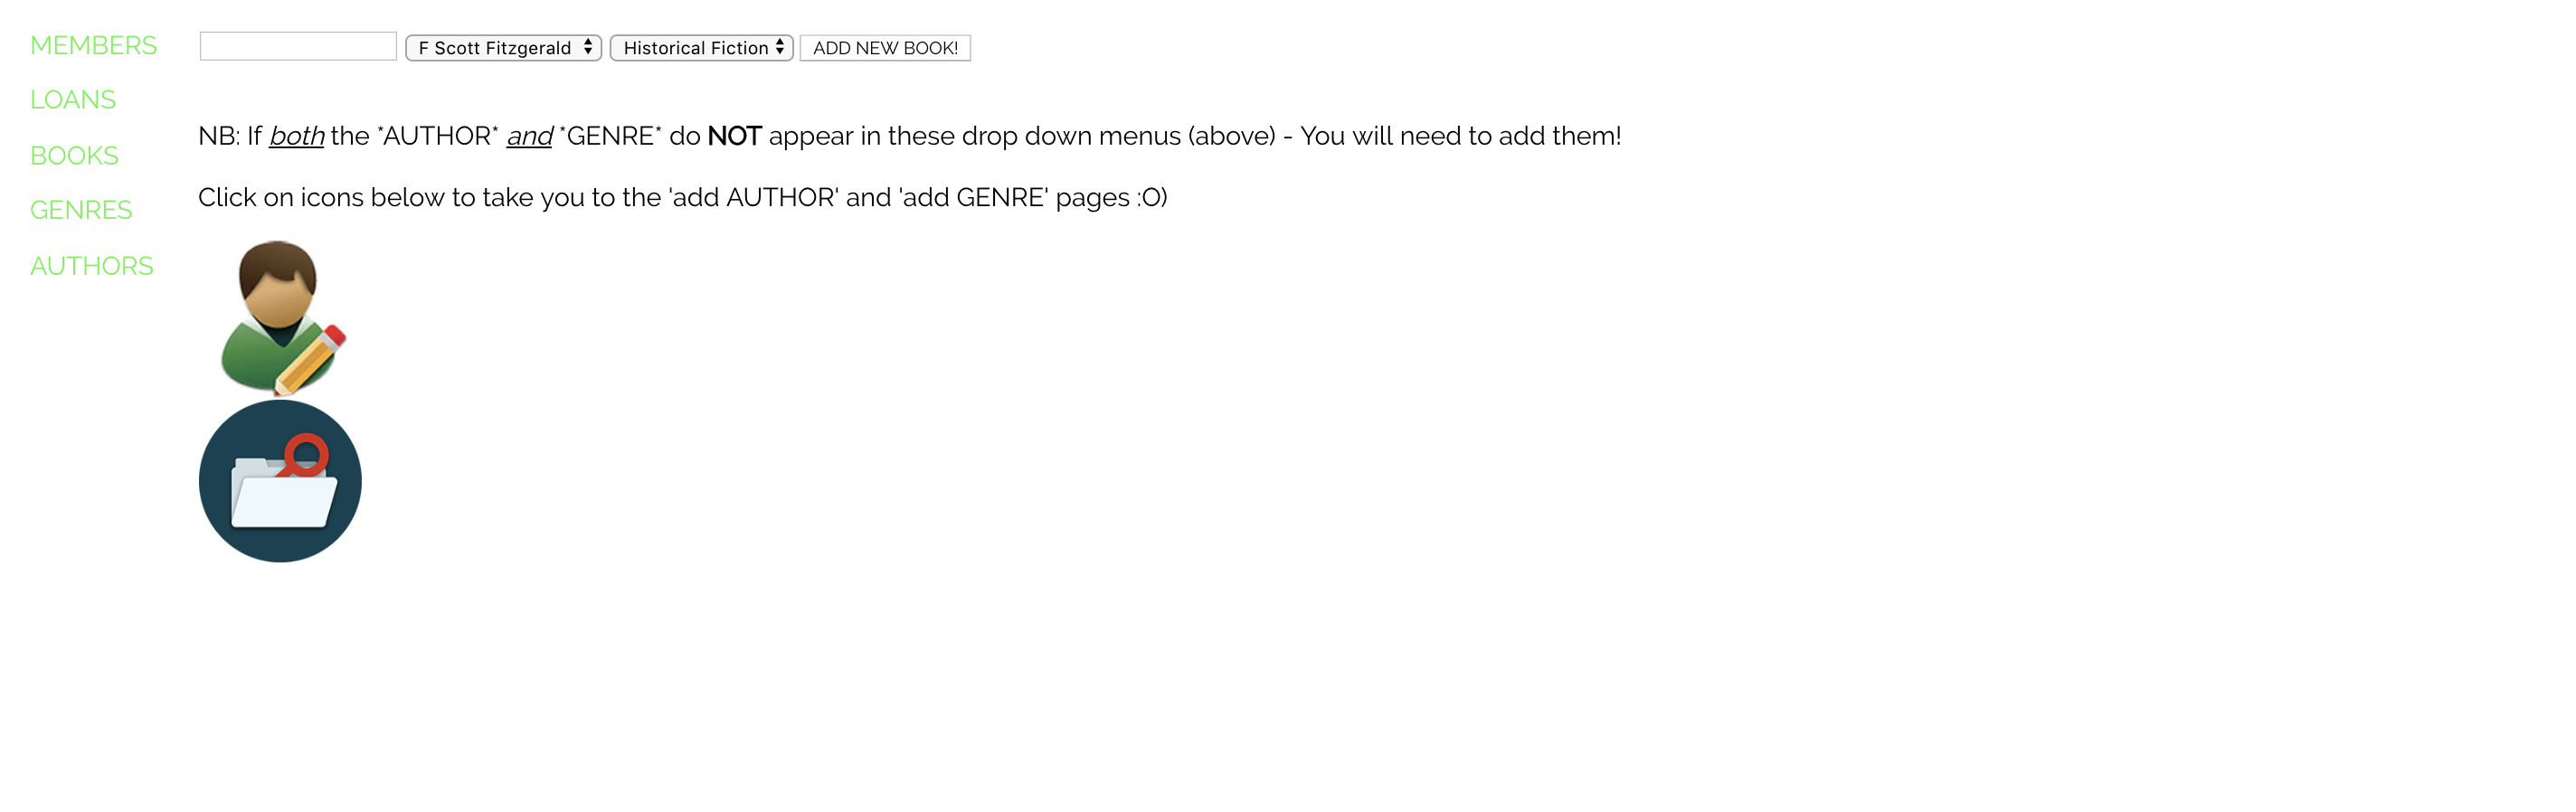 MEMBERS
LOANS
BOOKS
GENRES
AUTHORS
F Scott Fitzgerald Historical Fiction ADD NEW BOOK!
NB: If both the *AUTHOR* and *GENRE* do NOT appear in these drop down menus (above) - You will need to add them!
Click on icons below to take you to the 'add AUTHOR' and 'add GENRE' pages :O)